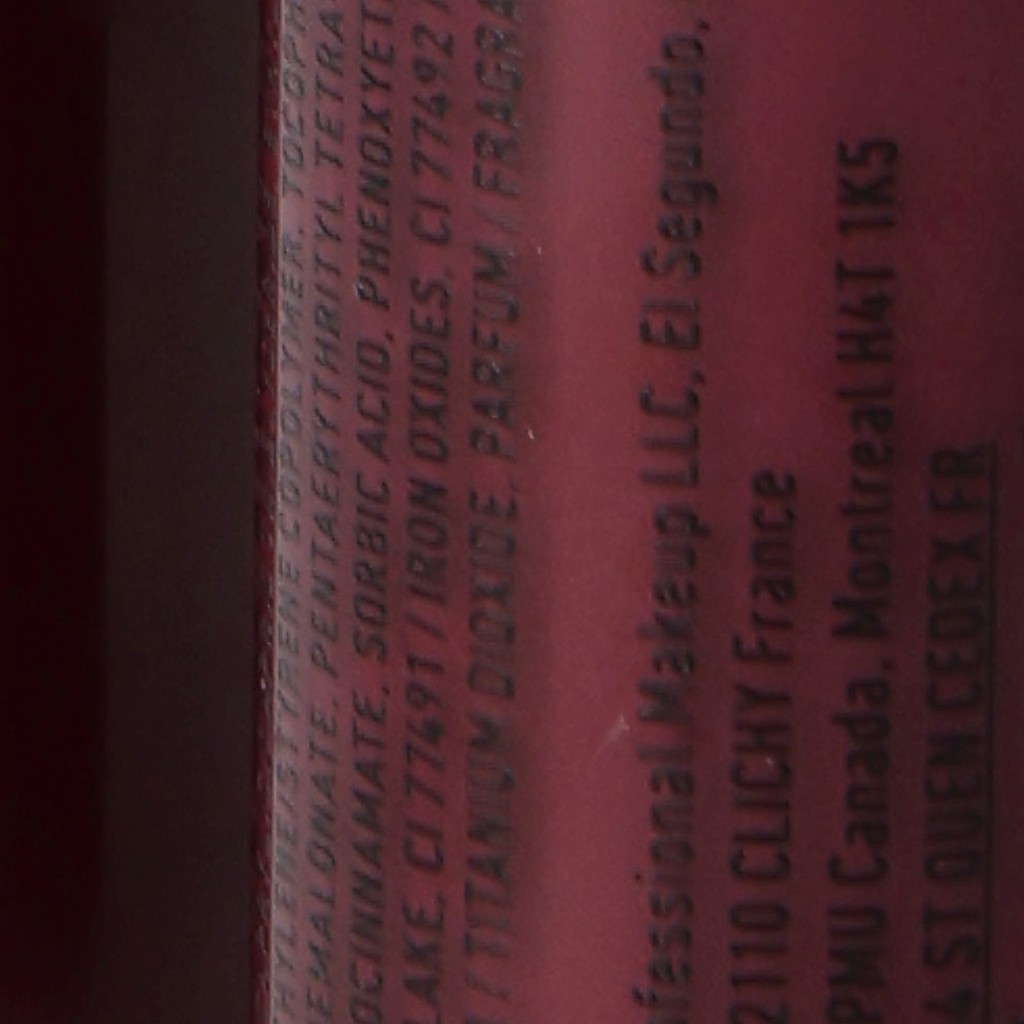 HYLENE/STYRENE COPOLYMER, TOCOPH
EMALONATE, PENTAERYTHRITYL TETRA
OCINNAMATE, SORBIC ACID, PHENOXYET
LAKE, CI 77491 / IRON OXIDES, CI 77492 /
/ TITANIUM DIOXIDE, PARFUM / FRAGRA
fessional Makeup LLC, El Segundo,
2110 CLICHY France
PMU Canada, Montreal H4T 1K5
4 ST OUEN CEDEX FR